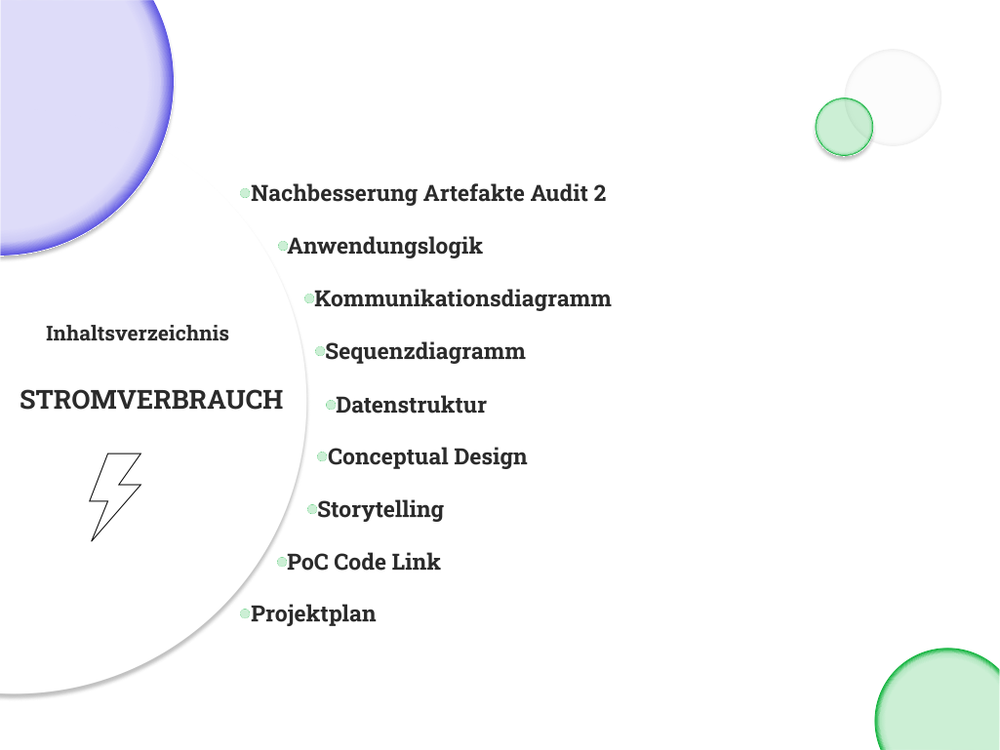 Inhaltsverzeichnis
STROMVERBRAUCH
Nachbesserung Artefakte Audit 2
Anwendungslogik
Kommunikationsdiagramm
Sequenzdiagramm
Datenstruktur
Conceptual Design
Storytelling
PoC Code Link
Projektplan